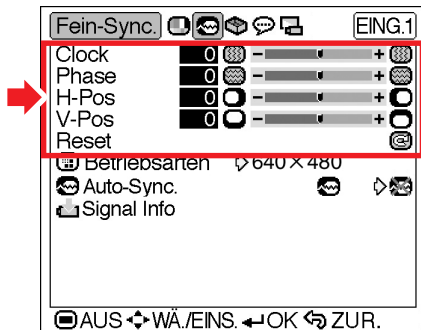 Fein-Sync. EING.1
Clock 0 - +
Phase 0 - +
H-Pos 0 - +
V-Pos 0 - +
Reset
Betriebsarten 640×480
Auto-Sync.
Signal Info
AUS WÄ./EINS. OK ZUR.